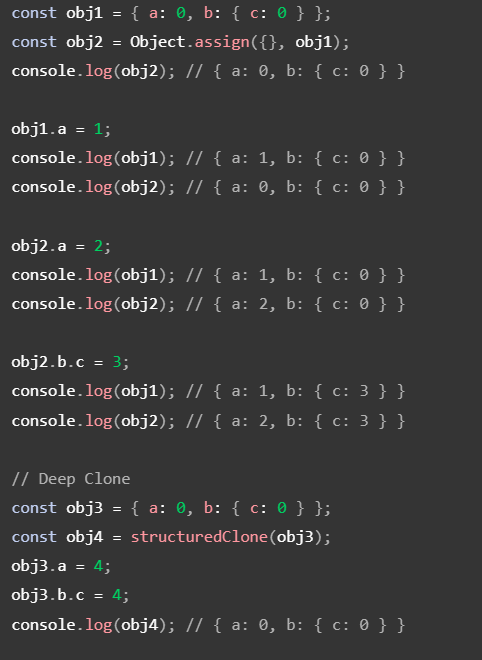 const obj1 = { a: 0, b: { c: 0 } };
const obj2 = Object.assign({}, obj1);
console.log(obj2); // { a: 0, b: { c: 0 } }

obj1.a = 1;
console.log(obj1); // { a: 1, b: { c: 0 } }
console.log(obj2); // { a: 0, b: { c: 0 } }

obj2.a = 2;
console.log(obj1); // { a: 1, b: { c: 0 } }
console.log(obj2); // { a: 2, b: { c: 0 } }

obj2.b.c = 3;
console.log(obj1); // { a: 1, b: { c: 3 } }
console.log(obj2); // { a: 2, b: { c: 3 } }

// Deep Clone
const obj3 = { a: 0, b: { c: 0 } };
const obj4 = structuredClone(obj3);
obj3.a = 4;
obj3.b.c = 4;
console.log(obj4); // { a: 0, b: { c: 0 } }